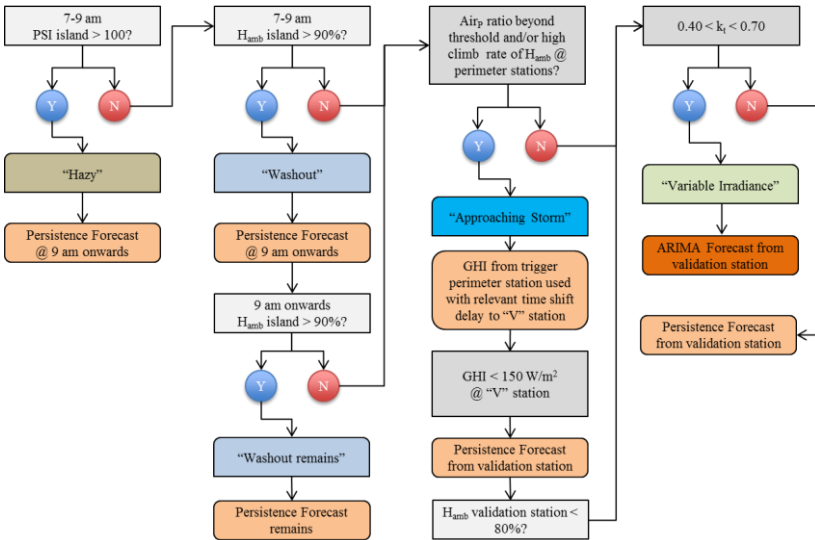 7-9 am
PSI island > 100?
Y
N
“Hazy”
Persistence Forecast
@ 9 am onwards
7-9 am
Hamb island > 90%?
Y
N
“Washout”
Persistence Forecast
@ 9 am onwards
9 am onwards
Hamb island > 90%?
Y
N
“Washout remains”
Persistence Forecast
remains
AirP ratio beyond
threshold and/or high
climb rate of Hamb @
perimeter stations?
Y
N
“Approaching Storm”
GHI from trigger
perimeter station used
with relevant time shift
delay to “V” station
GHI < 150 W/m²
@ “V” station
Persistence Forecast
from validation station
Hamb validation station <
80%?
0.40 < kt < 0.70
Y
N
“Variable Irradiance”
ARIMA Forecast from
validation station
Persistence Forecast
from validation station